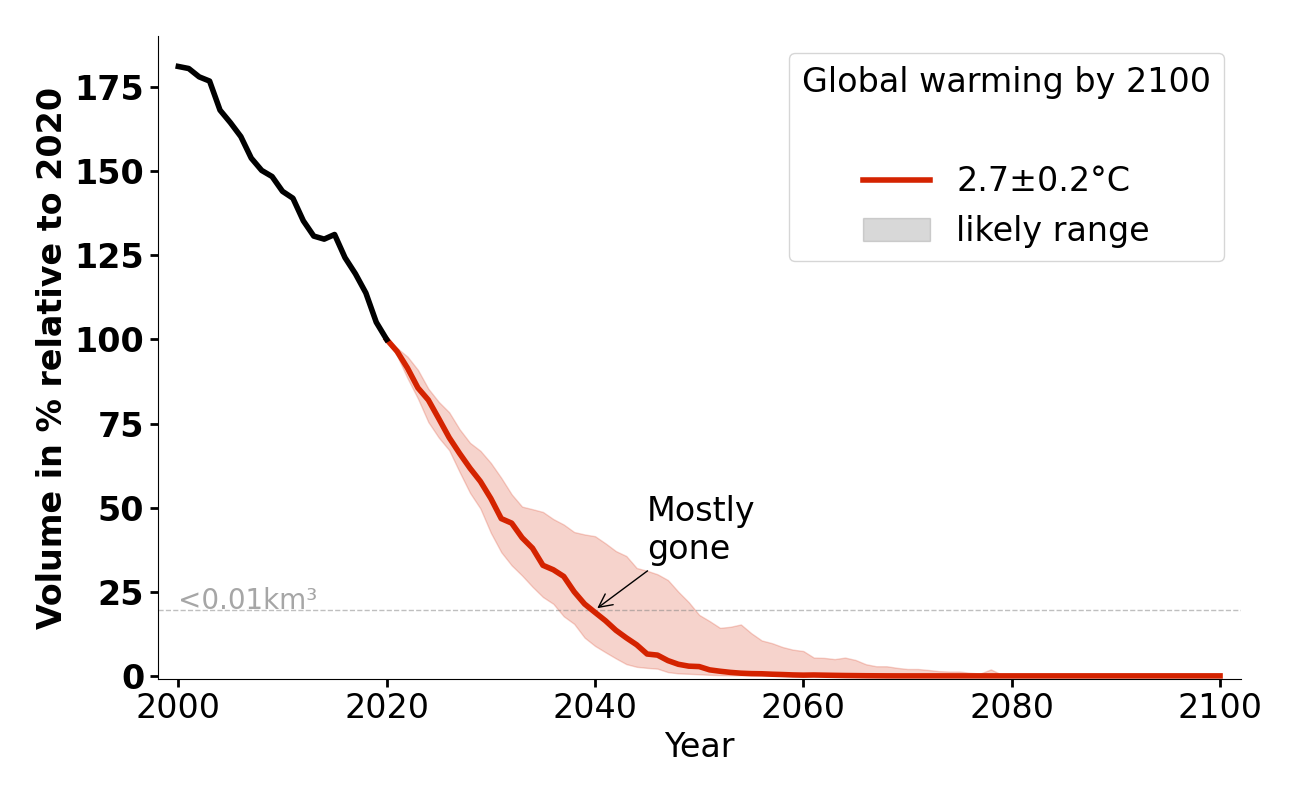 Volume in % relative to 2020
175
150
125
100
75
50
25
0
Global warming by 2100
2.7±0.2°C
likely range
Mostly
gone
<0.01km³
2000
2020
2040
2060
2080
2100
Year